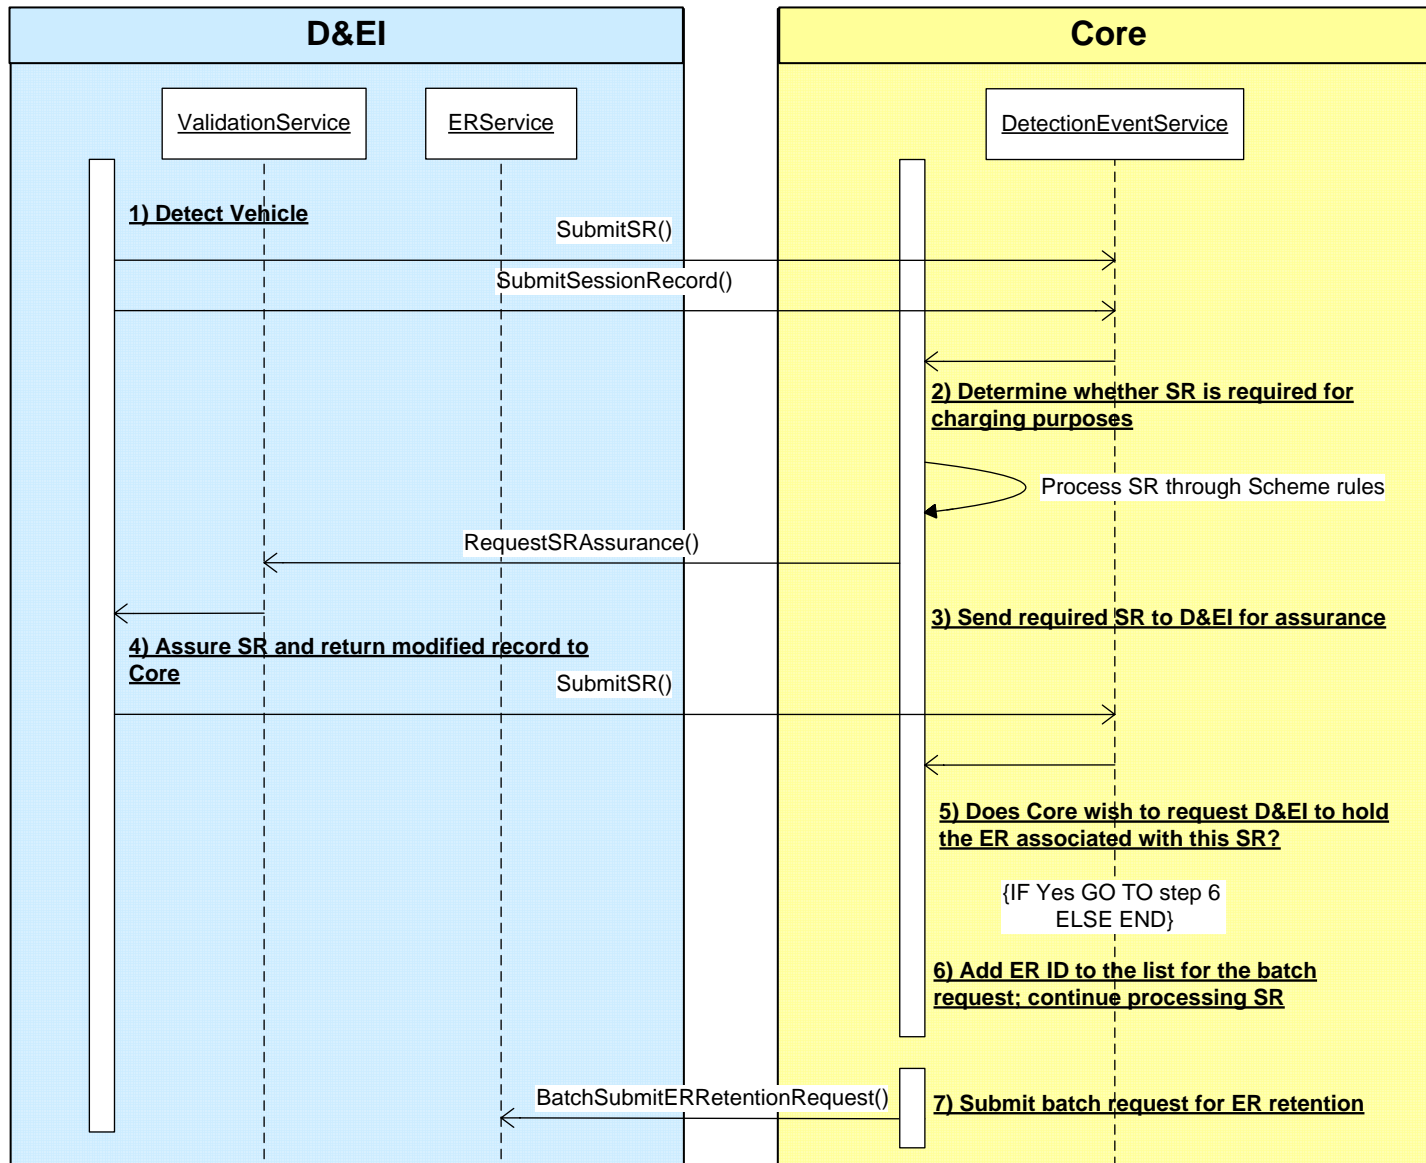 D&EI
Core
ValidationService
ERService
DetectionEventService
1) Detect Vehicle
SubmitSR()
SubmitSessionRecord()
2) Determine whether SR is required for
charging purposes
Process SR through Scheme rules
RequestSRAssurance()
3) Send required SR to D&EI for assurance
4) Assure SR and return modified record to
Core
SubmitSR()
5) Does Core wish to request D&EI to hold
the ER associated with this SR?
{IF Yes GO TO step 6
ELSE END}
6) Add ER ID to the list for the batch
request; continue processing SR
BatchSubmitERRetentionRequest()
7) Submit batch request for ER retention